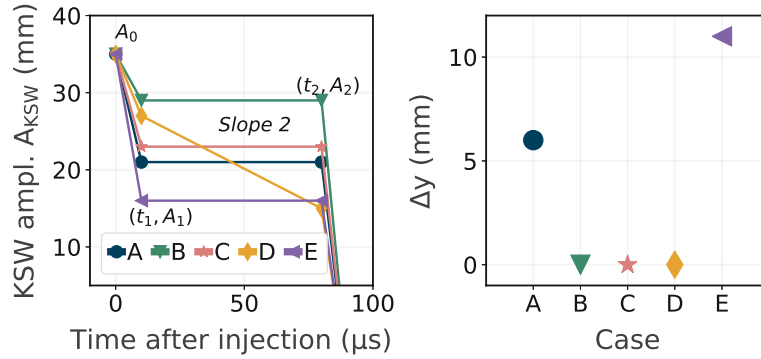 KSW ampl. A_KSW (mm)
40
30
20
10
A₀
(t₂, A₂)
Slope 2
(t₁, A₁)
A B C D E
0 50 100
Time after injection (μs)
Δy (mm)
10
5
0
A B C D E
Case